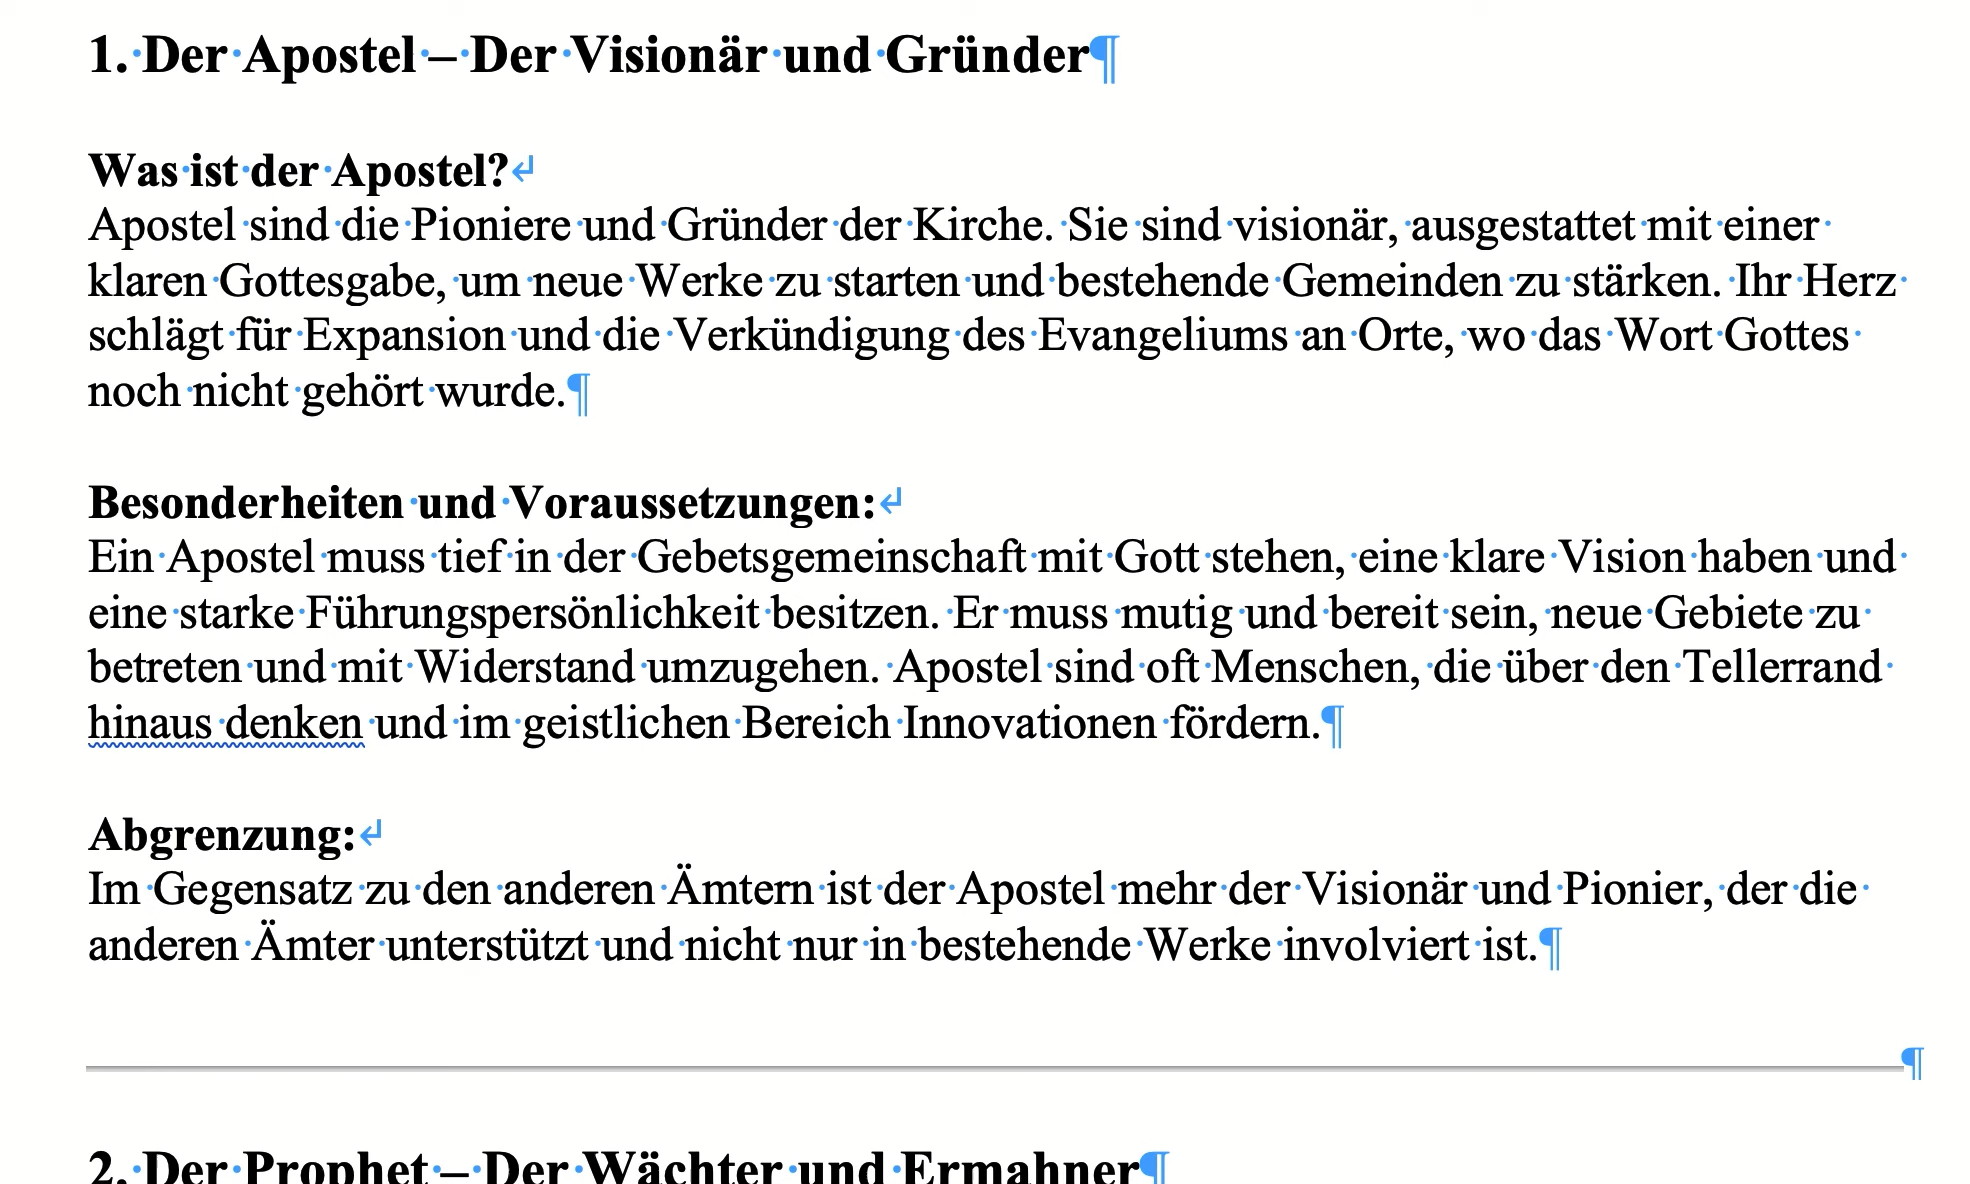 1. Der Apostel – Der Visionär und Gründer¶
Was ist der Apostel?↵
Apostel sind die Pioniere und Gründer der Kirche. Sie sind visionär, ausgestattet mit einer
klaren Gottesgabe, um neue Werke zu starten und bestehende Gemeinden zu stärken. Ihr Herz
schlägt für Expansion und die Verkündigung des Evangeliums an Orte, wo das Wort Gottes
noch nicht gehört wurde.¶
Besonderheiten und Voraussetzungen:↵
Ein Apostel muss tief in der Gebetsgemeinschaft mit Gott stehen, eine klare Vision haben und
eine starke Führungspersönlichkeit besitzen. Er muss mutig und bereit sein, neue Gebiete zu
betreten und mit Widerstand umzugehen. Apostel sind oft Menschen, die über den Tellerrand
hinaus denken und im geistlichen Bereich Innovationen fördern.¶
Abgrenzung:↵
Im Gegensatz zu den anderen Ämtern ist der Apostel mehr der Visionär und Pionier, der die
anderen Ämter unterstützt und nicht nur in bestehende Werke involviert ist.¶
¶
2. Der Prophet – Der Wächter und Ermahner¶